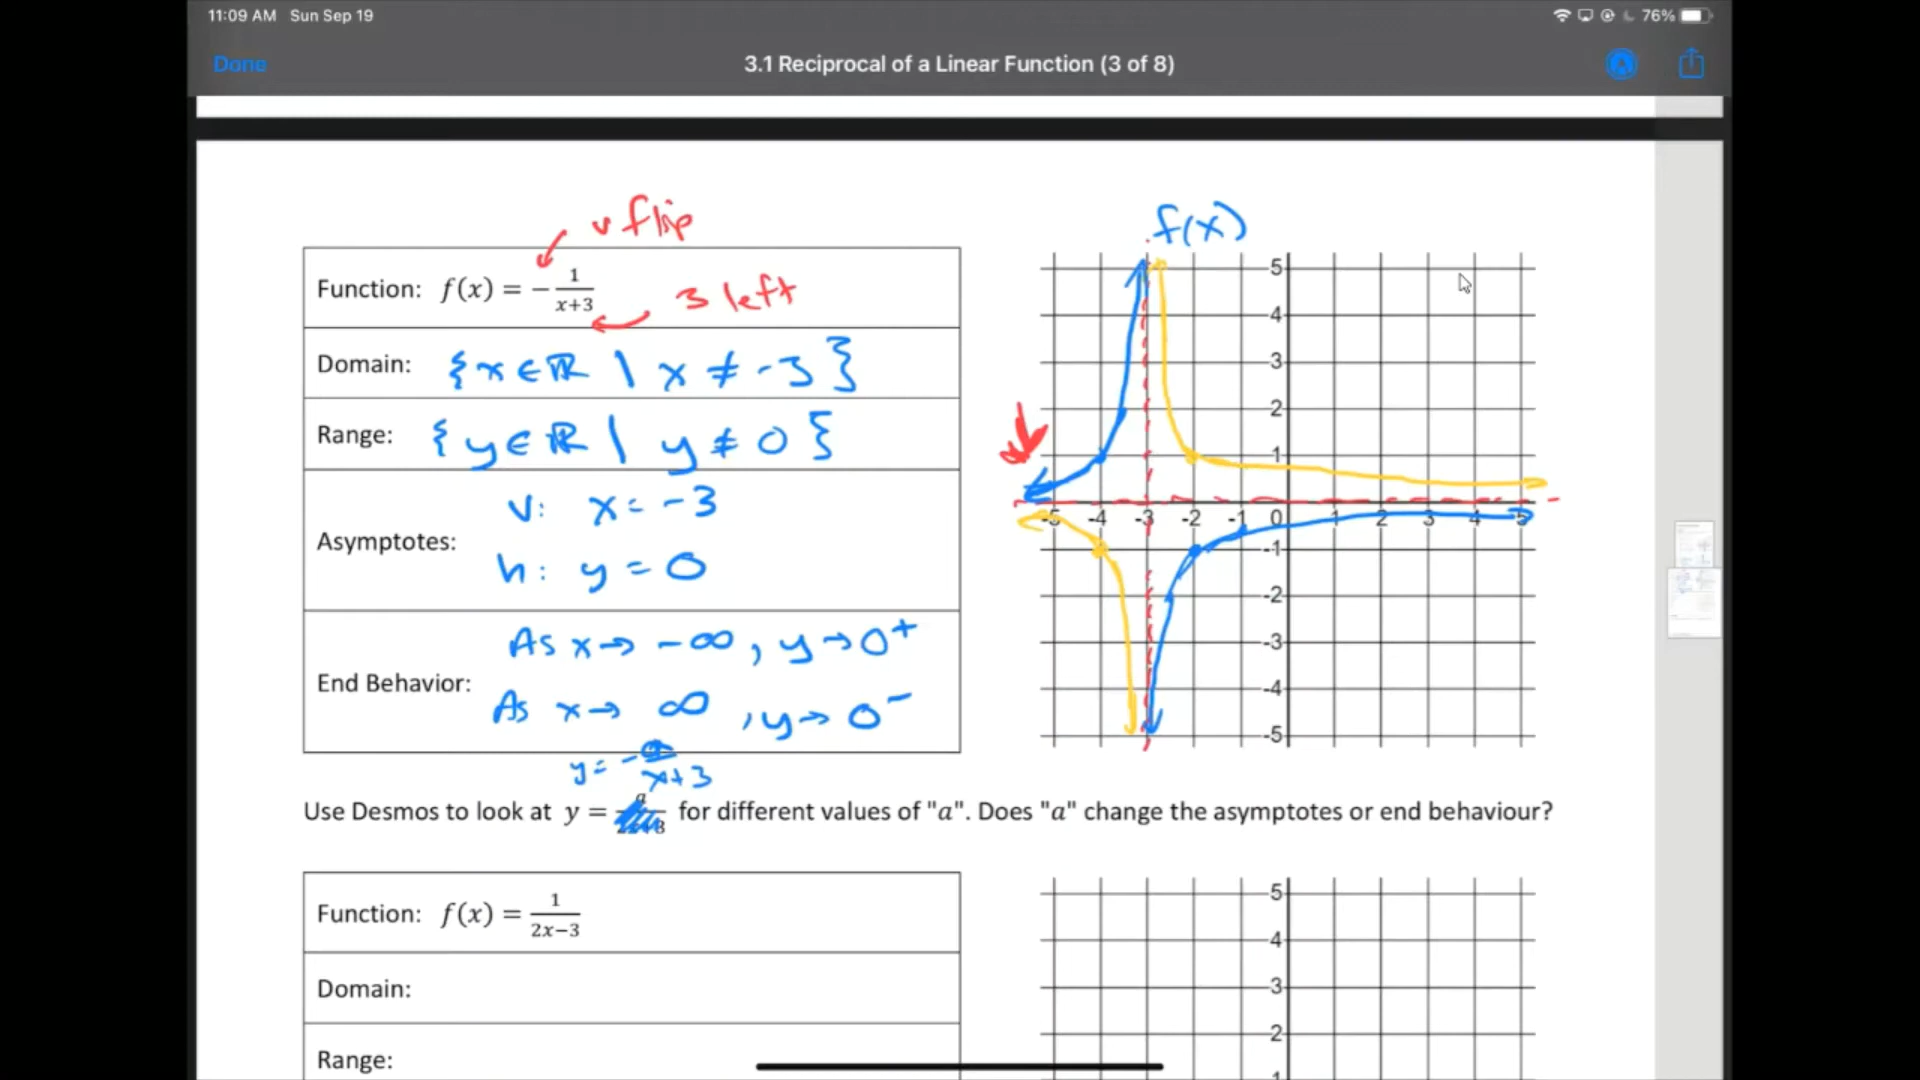 11:09 AM Sun Sep 19
76%
Done
3.1 Reciprocal of a Linear Function (3 of 8)
v flip
Function: f(x) = − 1/(x+3)
3 left
Domain: {x ∈ ℝ | x ≠ -3}
Range: {y ∈ ℝ | y ≠ 0}
Asymptotes:
v: x = -3
h: y = 0
End Behavior:
As x → -∞, y → 0⁺
As x → ∞, y → 0⁻
f(x)
5
4
3
2
1
-5 -4 -3 -2 -1 0 1 2 3 4 5
-1
-2
-3
-4
-5
y = - a/(x+3)
Use Desmos to look at y = a/ 3 for different values of "a". Does "a" change the asymptotes or end behaviour?
Function: f(x) = 1/(2x−3)
Domain:
Range:
5
4
3
2
1